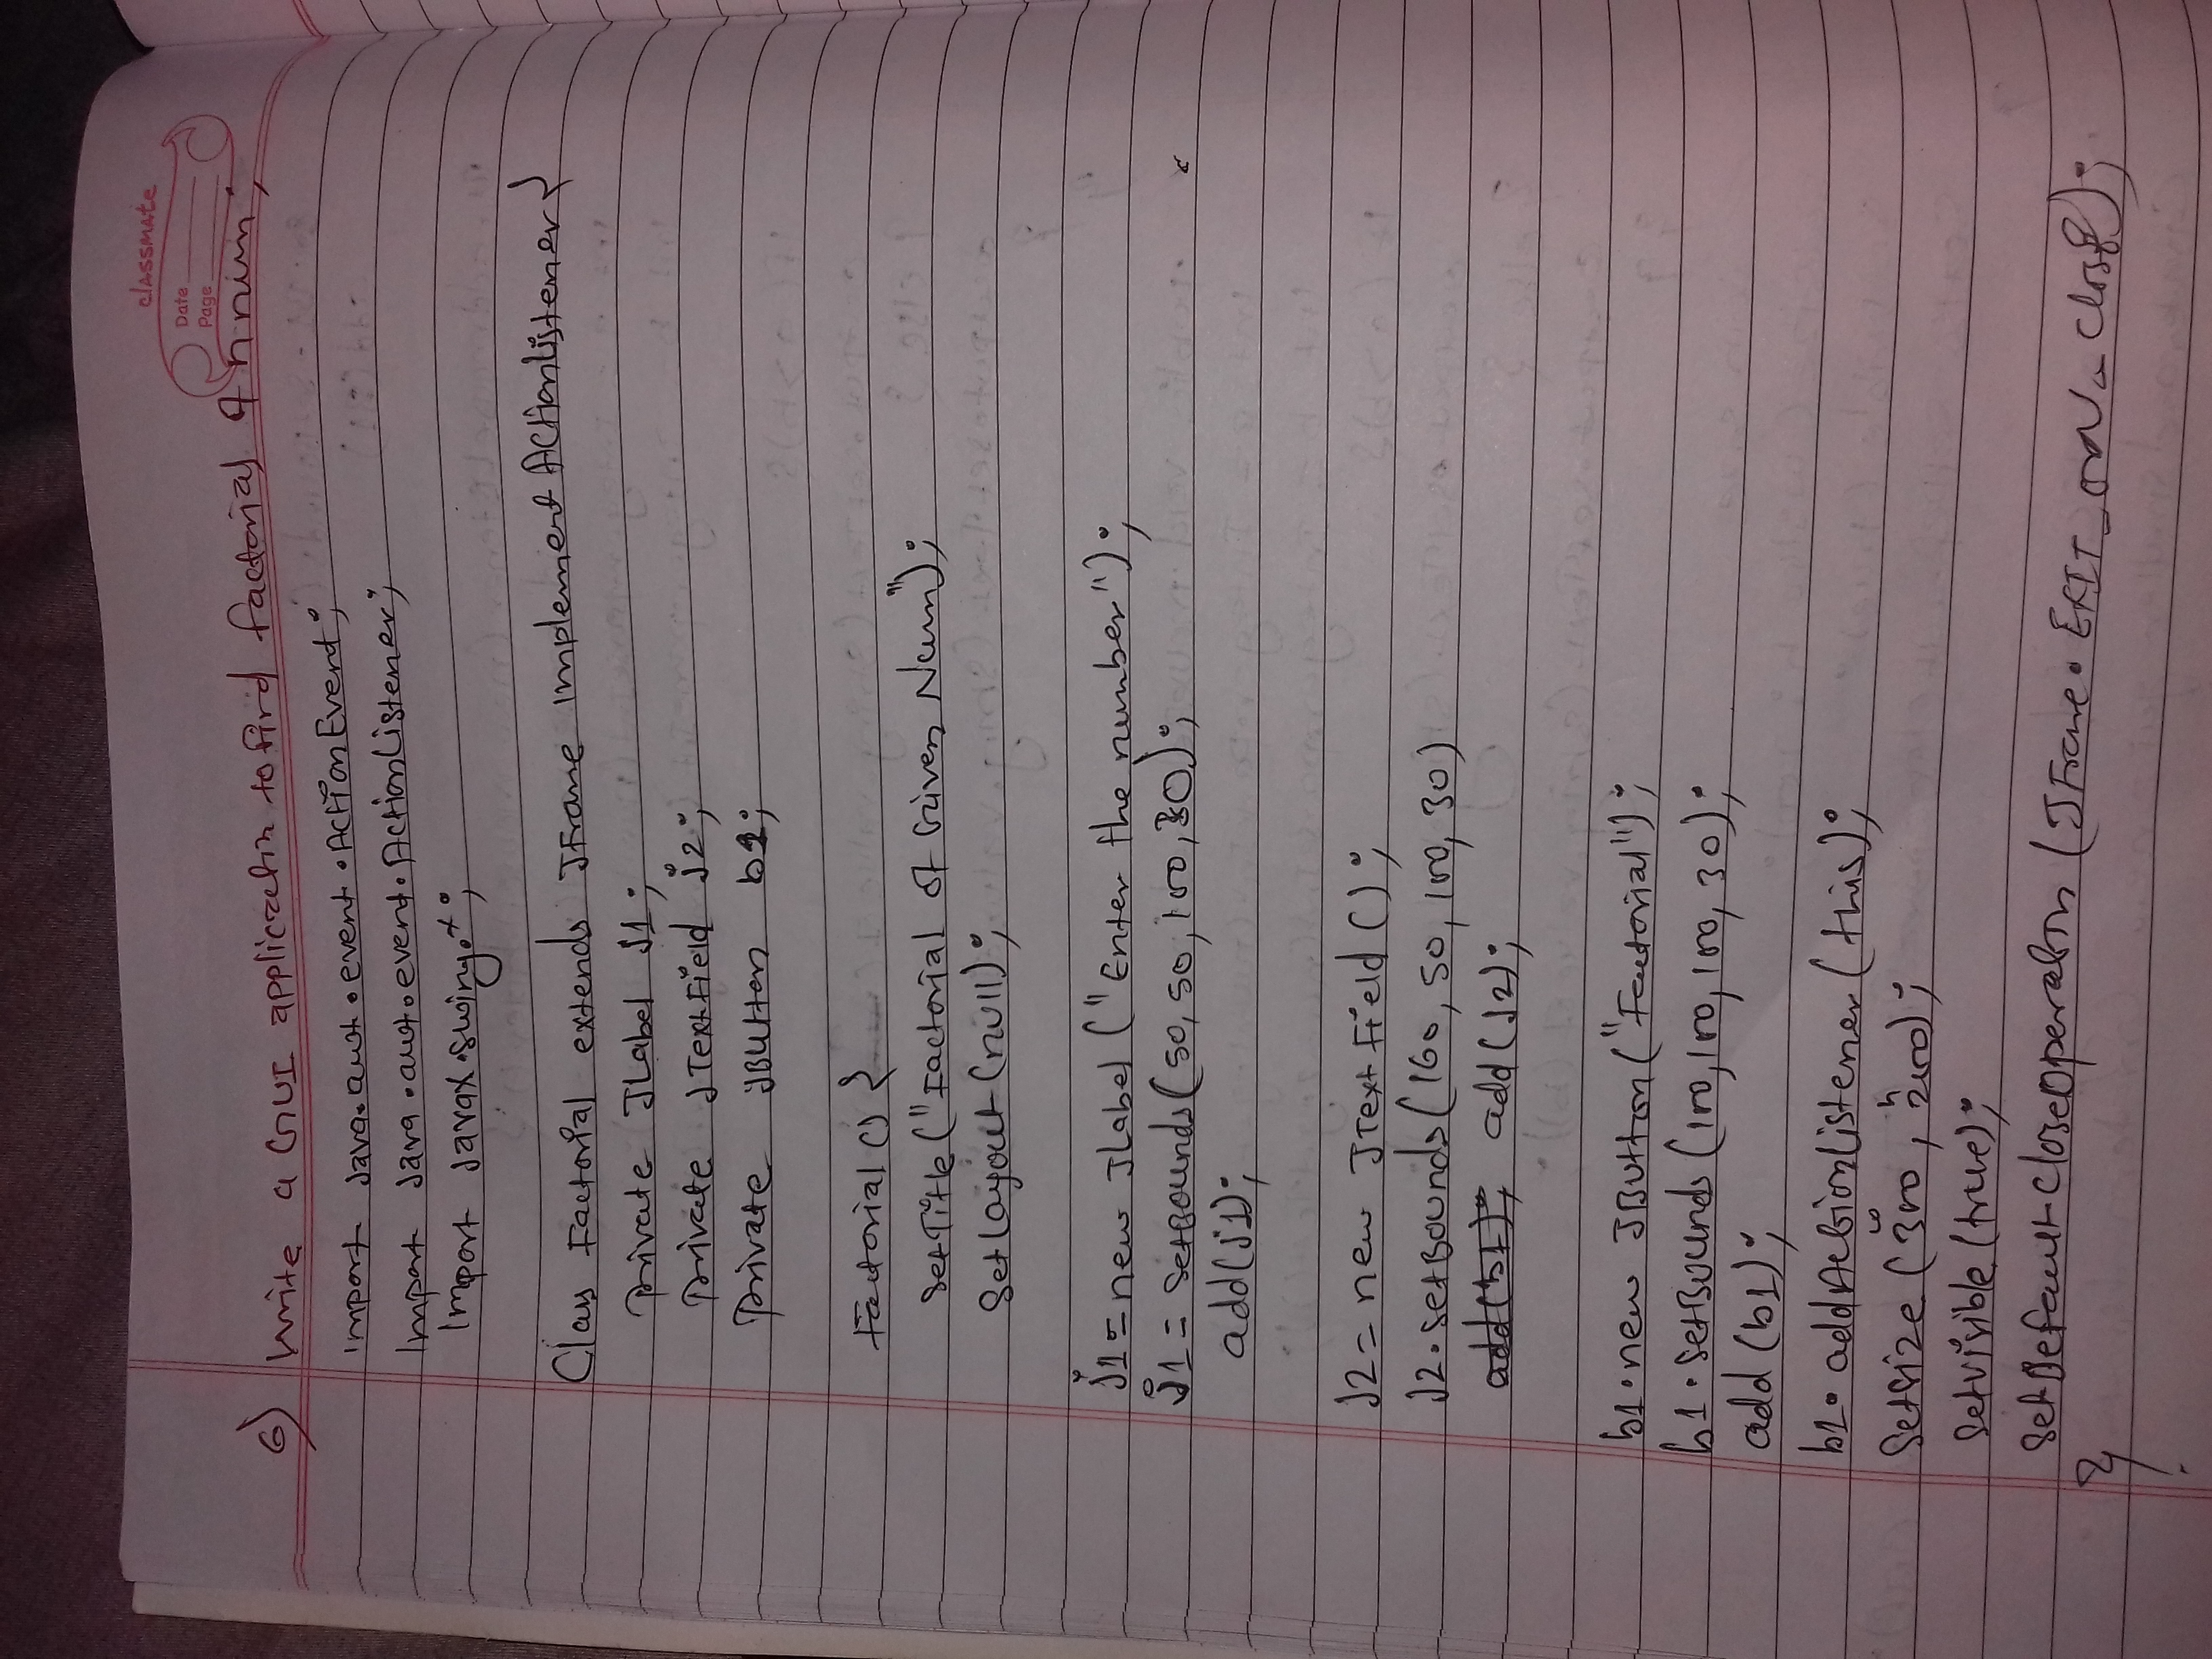 classmate
Date
Page
6) Write a GUI application to find factorial of n num;
import Java.awt.event.ActionEvent;
Import Java.awt.event.ActionListener;
Import Javax.swing.*;
Class Factorial extends JFrame implement ActionListener{
private JLabel j1;
private JTextField j2;
private JButton b1;
Factorial () {
SetTitle ("Factorial of Given Num");
SetLayout (null);
j1 = new JLabel ("Enter the number");
j1 = SetBounds (50, 50, 100, 30);
add(j1);
J2 = new JTextField ();
J2.setBounds (160, 50, 100, 30)
add(b1); add(J2);
b1.new JButton ("Factorial");
b1.SetBounds (100, 100, 100, 30);
add (b1);
b1.addActionListener (this);
Setsize (300, 200);
Setvisible (true);
SetDefaultCloseOperation (JFrame.EXIT_ON_Close);
}